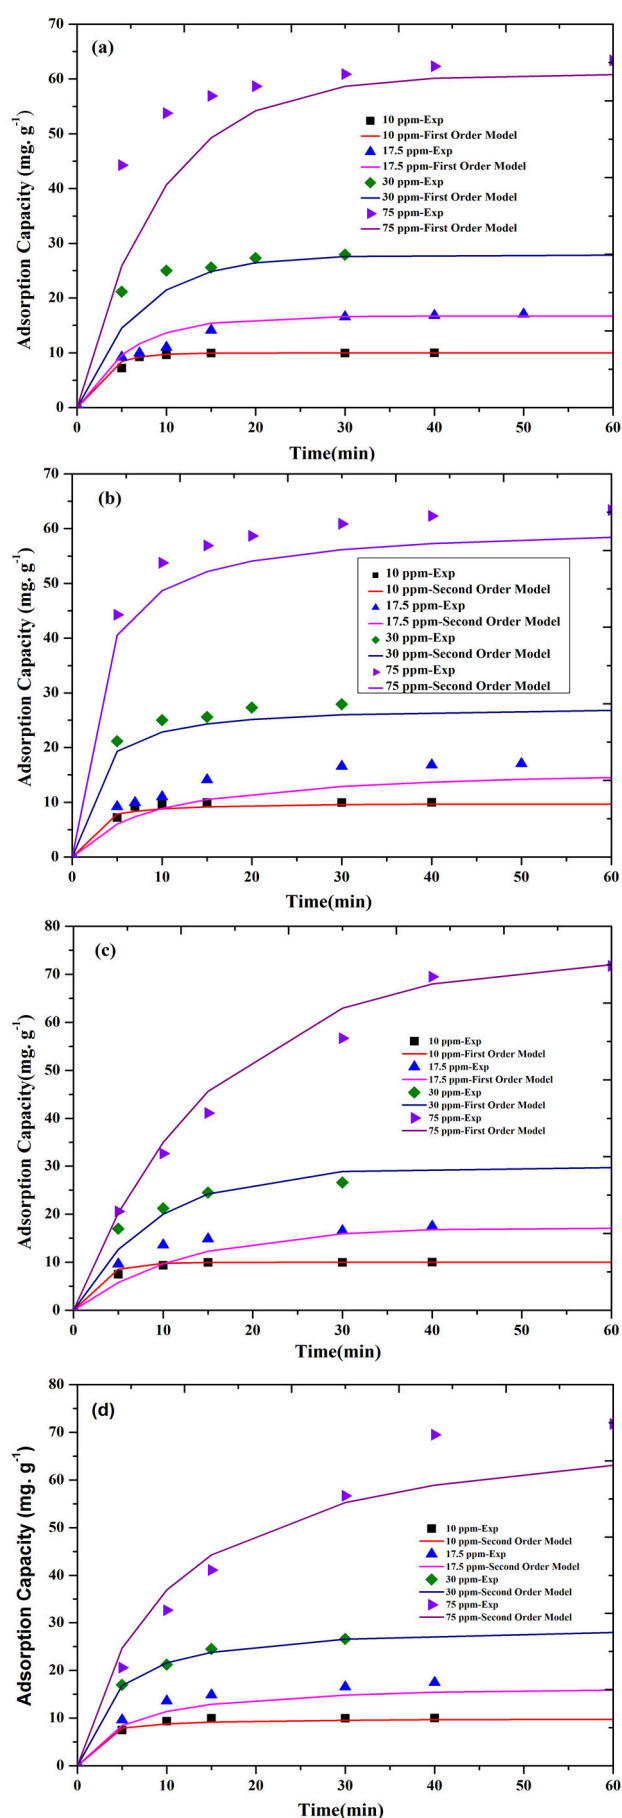 70
(a)
60
10 ppm-Exp
50
10 ppm-First Order Model
17.5 ppm-Exp
17.5 ppm-First Order Model
40
30 ppm-Exp
30 ppm-First Order Model
75 ppm-Exp
75 ppm-First Order Model
30
20
10
0
Adsorption Capacity (mg. g-1)
0 10 20 30 40 50 60
Time(min)
70
(b)
60
50
10 ppm-Exp
10 ppm-Second Order Model
17.5 ppm-Exp
17.5 ppm-Second Order Model
40
30 ppm-Exp
30 ppm-Second Order Model
75 ppm-Exp
75 ppm-Second Order Model
30
20
10
0
Adsorption Capacity (mg. g-1)
0 10 20 30 40 50 60
Time(min)
80
(c)
70
60
10 ppm-Exp
10 ppm-First Order Model
50
17.5 ppm-Exp
17.5 ppm-First Order Model
30 ppm-Exp
30 ppm-First Order Model
40
75 ppm-Exp
75 ppm-First Order Model
30
20
10
0
Adsorption Capacity(mg. g-1)
0 10 20 30 40 50 60
Time(min)
80
(d)
70
60
50
10 ppm-Exp
10 ppm-Second Order Model
17.5 ppm-Exp
17.5 ppm-Second Order Model
40
30 ppm-Exp
30 ppm-Second Order Model
75 ppm-Exp
75 ppm-Second Order Model
30
20
10
0
Adsorption Capacity (mg. g-1)
0 10 20 30 40 50 60
Time(min)